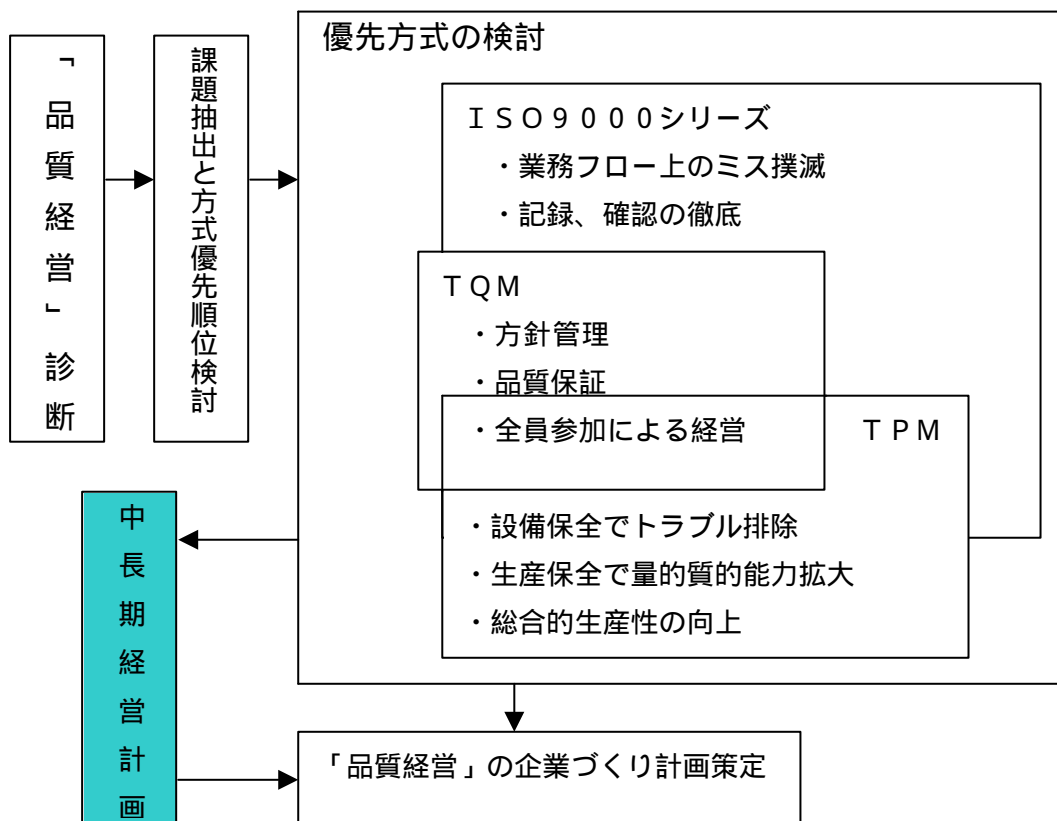 「品質経営」診断
課題抽出と方式優先順位検討
優先方式の検討
ＩＳＯ９０００シリーズ
・業務フロー上のミス撲滅
・記録、確認の徹底
ＴＱＭ
・方針管理
・品質保証
・全員参加による経営
ＴＰＭ
・設備保全でトラブル排除
・生産保全で量的質的能力拡大
・総合的生産性の向上
中長期経営計画
「品質経営」の企業づくり計画策定